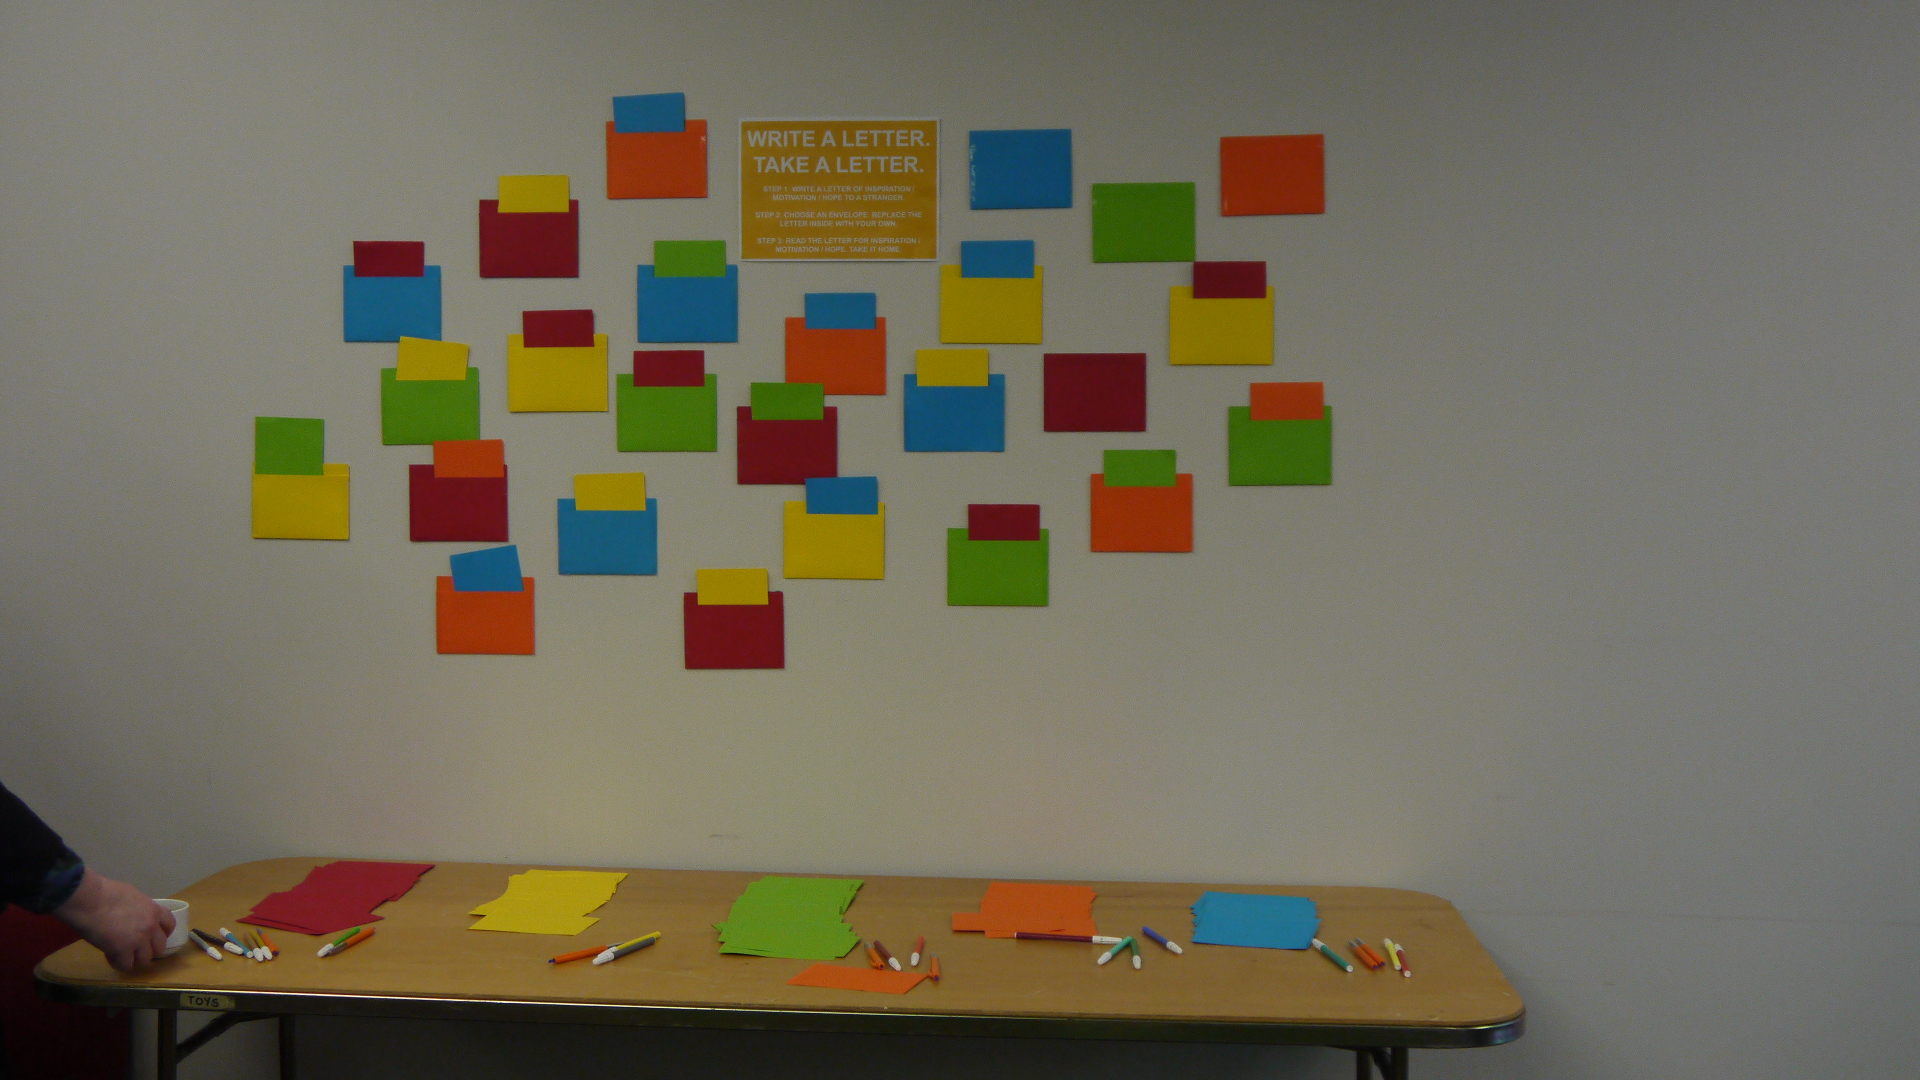 WRITE A LETTER.
TAKE A LETTER.
STEP 1: WRITE A LETTER OF INSPIRATION /
MOTIVATION / HOPE TO A STRANGER.
STEP 2: CHOOSE AN ENVELOPE. REPLACE THE
LETTER INSIDE WITH YOUR OWN.
STEP 3: READ THE LETTER FOR INSPIRATION /
MOTIVATION / HOPE. TAKE IT HOME.
TOYS